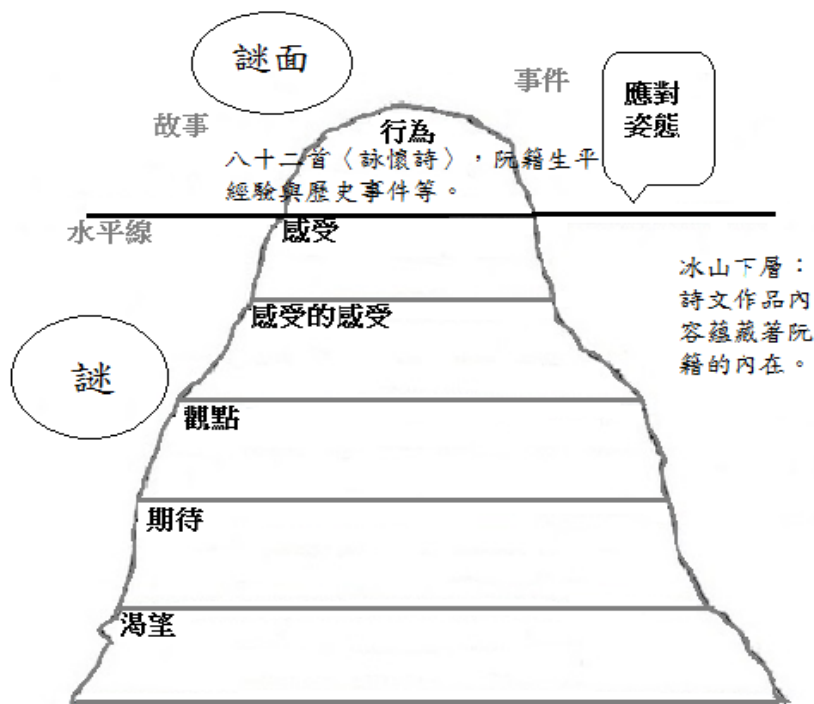 謎面
事件
應對
姿態
故事
行為
八十二首〈詠懷詩〉，阮籍生平
經驗與歷史事件等。
水平線
感受
冰山下層：
詩文作品內
容蘊藏著阮
籍的內在。
感受的感受
謎
觀點
期待
渴望